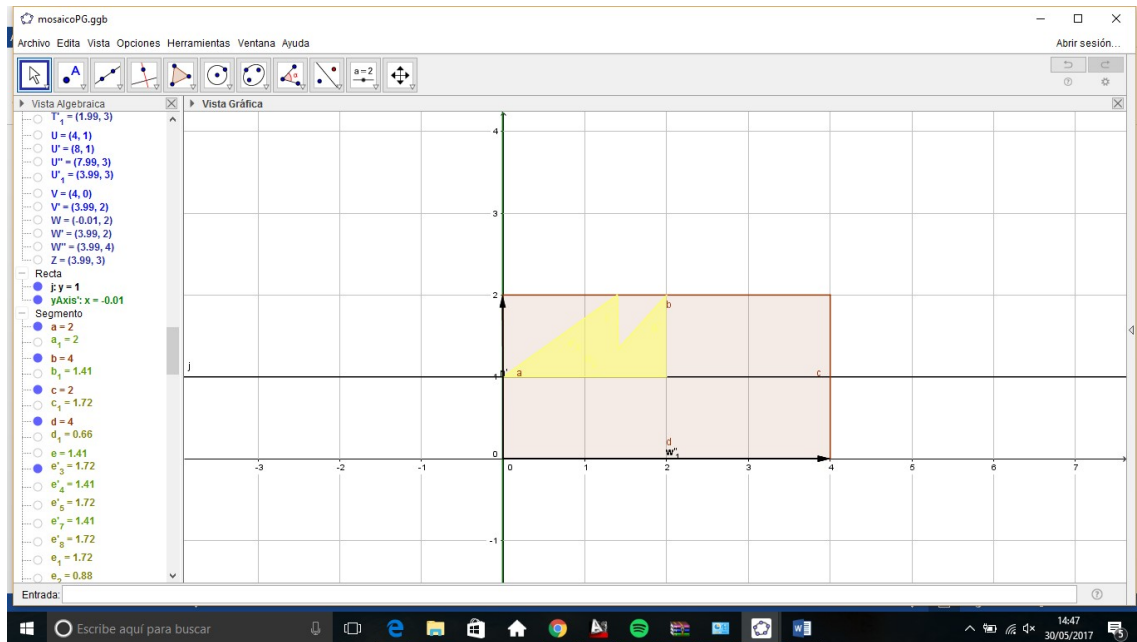 mosaicoPG.ggb
Archivo Edita Vista Opciones Herramientas Ventana Ayuda
Abrir sesión...
A
α
a=2
Vista Algebraica
Vista Gráfica
T'₁ = (1.99, 3)
U = (4, 1)
U' = (8, 1)
U'' = (7.99, 3)
U'₁ = (3.99, 3)
V = (4, 0)
V' = (3.99, 2)
W = (-0.01, 2)
W' = (3.99, 2)
W'' = (3.99, 4)
Z = (3.99, 3)
Recta
j: y = 1
yAxis': x = -0.01
Segmento
a = 2
a₁ = 2
b = 4
b₁ = 1.41
c = 2
c₁ = 1.72
d = 4
d₁ = 0.66
e = 1.41
e'₃ = 1.72
e'₄ = 1.41
e'₅ = 1.72
e'₇ = 1.41
e'₈ = 1.72
e₁ = 1.72
e₂ = 0.88
4
3
2
b
j
1
a
c
d
W''₁
0
-3 -2 -1 0 1 2 3 4 5 6 7
-1
Entrada:
Escribe aquí para buscar
14:47
30/05/2017